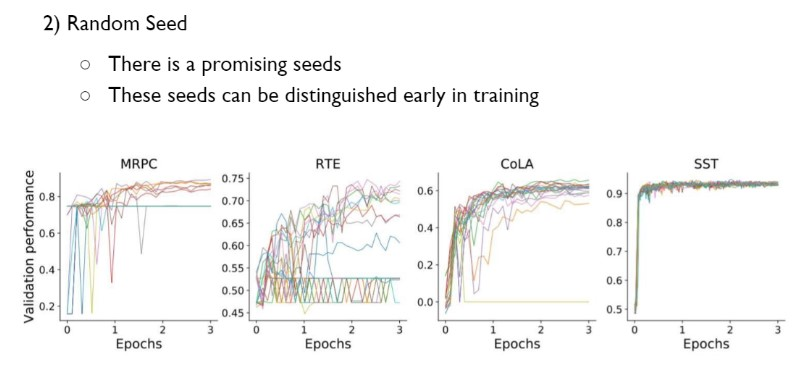 2) Random Seed
○ There is a promising seeds
○ These seeds can be distinguished early in training
MRPC RTE CoLA SST
Validation performance
0.8
0.6
0.4
0.2
0 1 2 3
Epochs
0.75
0.70
0.65
0.60
0.55
0.50
0.45
0 1 2 3
Epochs
0.6
0.4
0.2
0.0
0 1 2 3
Epochs
0.9
0.8
0.7
0.6
0.5
0 1 2 3
Epochs